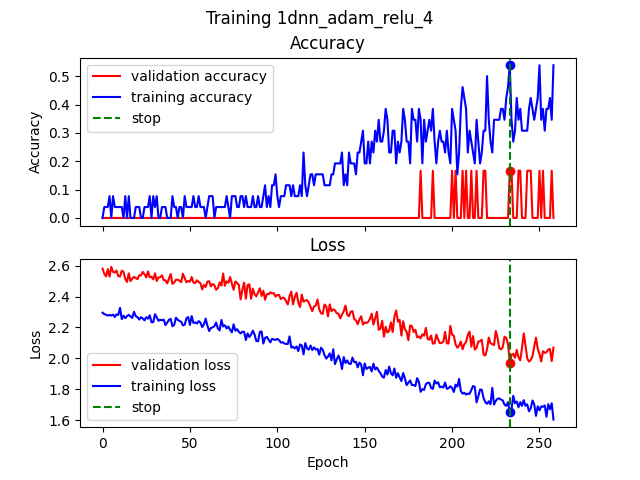 Training 1dnn_adam_relu_4
Accuracy
validation accuracy
training accuracy
stop
0.5
0.4
0.3
0.2
0.1
0.0
Accuracy
Loss
2.6
2.4
2.2
2.0
1.8
1.6
Loss
validation loss
training loss
stop
0 50 100 150 200 250
Epoch